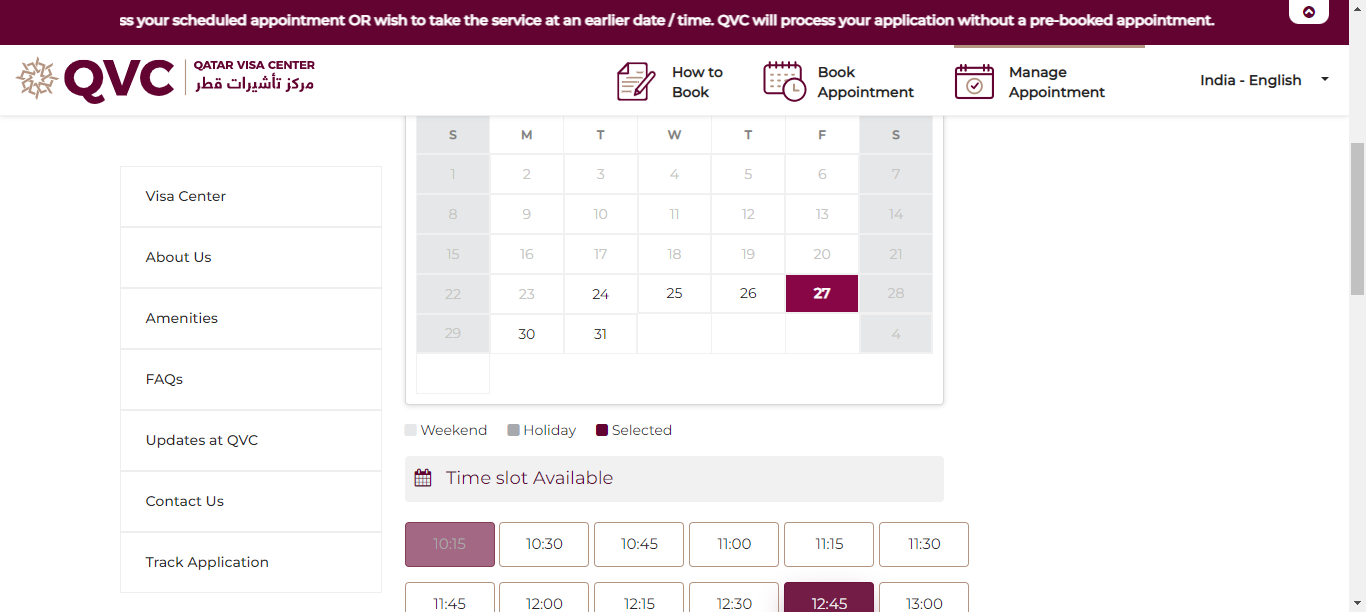 ss your scheduled appointment OR wish to take the service at an earlier date / time. QVC will process your application without a pre-booked appointment.
QVC
QATAR VISA CENTER
مركز تأشيرات قطر
How to
Book
Book
Appointment
Manage
Appointment
India - English
Visa Center
About Us
Amenities
FAQs
Updates at QVC
Contact Us
Track Application
S M T W T F S
1 2 3 4 5 6 7
8 9 10 11 12 13 14
15 16 17 18 19 20 21
22 23 24 25 26 27 28
29 30 31 4
Weekend Holiday Selected
Time slot Available
10:15 10:30 10:45 11:00 11:15 11:30
11:45 12:00 12:15 12:30 12:45 13:00